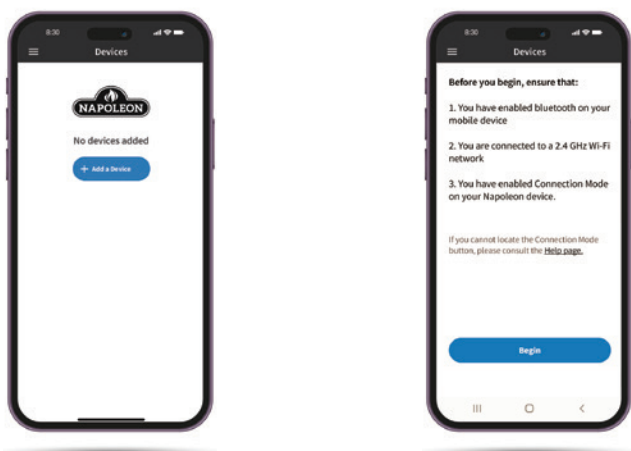 8:30
Devices
NAPOLEON
No devices added
+ Add a Device
8:30
Devices
Before you begin, ensure that:
1. You have enabled bluetooth on your
mobile device
2. You are connected to a 2.4 GHz Wi-Fi
network
3. You have enabled Connection Mode
on your Napoleon device.
If you cannot locate the Connection Mode
button, please consult the Help page.
Begin